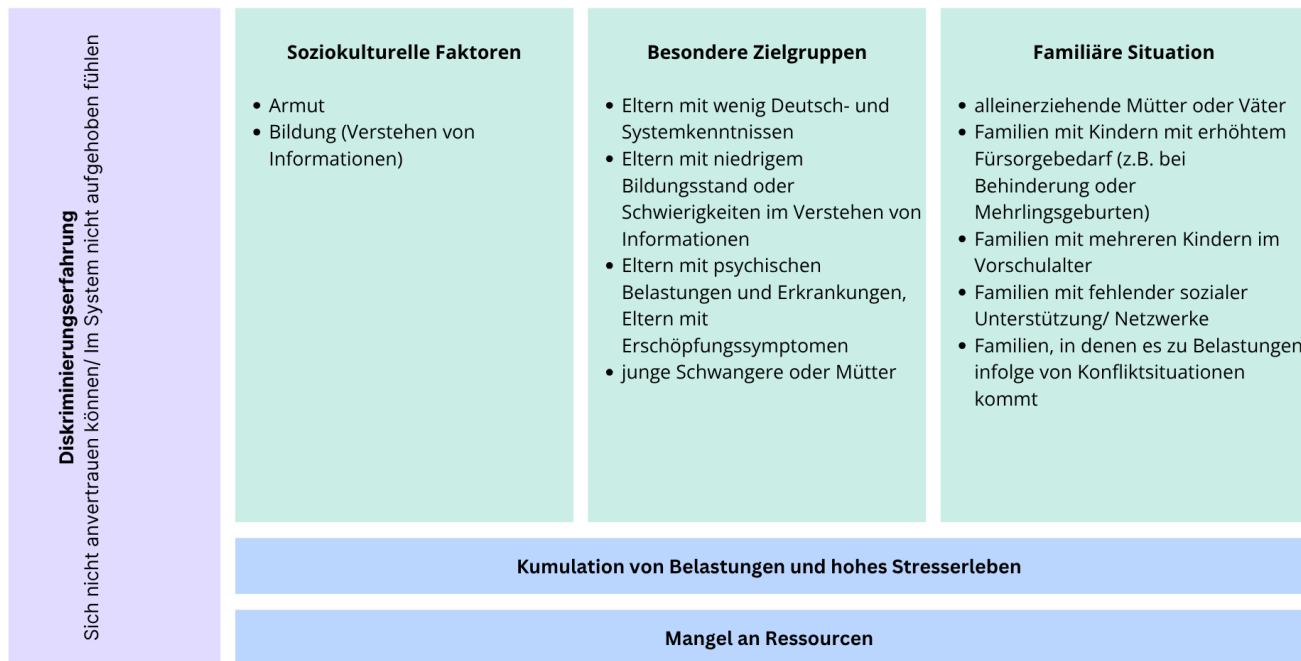 Diskriminierungserfahrung
Sich nicht anvertrauen können/ Im System nicht aufgehoben fühlen
Soziokulturelle Faktoren
• Armut
• Bildung (Verstehen von
Informationen)
Besondere Zielgruppen
• Eltern mit wenig Deutsch- und
Systemkenntnissen
• Eltern mit niedrigem
Bildungsstand oder
Schwierigkeiten im Verstehen von
Informationen
• Eltern mit psychischen
Belastungen und Erkrankungen,
Eltern mit
Erschöpfungssymptomen
• junge Schwangere oder Mütter
Familiäre Situation
• alleinerziehende Mütter oder Väter
• Familien mit Kindern mit erhöhtem
Fürsorgebedarf (z.B. bei
Behinderung oder
Mehrlingsgeburten)
• Familien mit mehreren Kindern im
Vorschulalter
• Familien mit fehlender sozialer
Unterstützung/ Netzwerke
• Familien, in denen es zu Belastungen
infolge von Konfliktsituationen
kommt
Kumulation von Belastungen und hohes Stresserleben
Mangel an Ressourcen